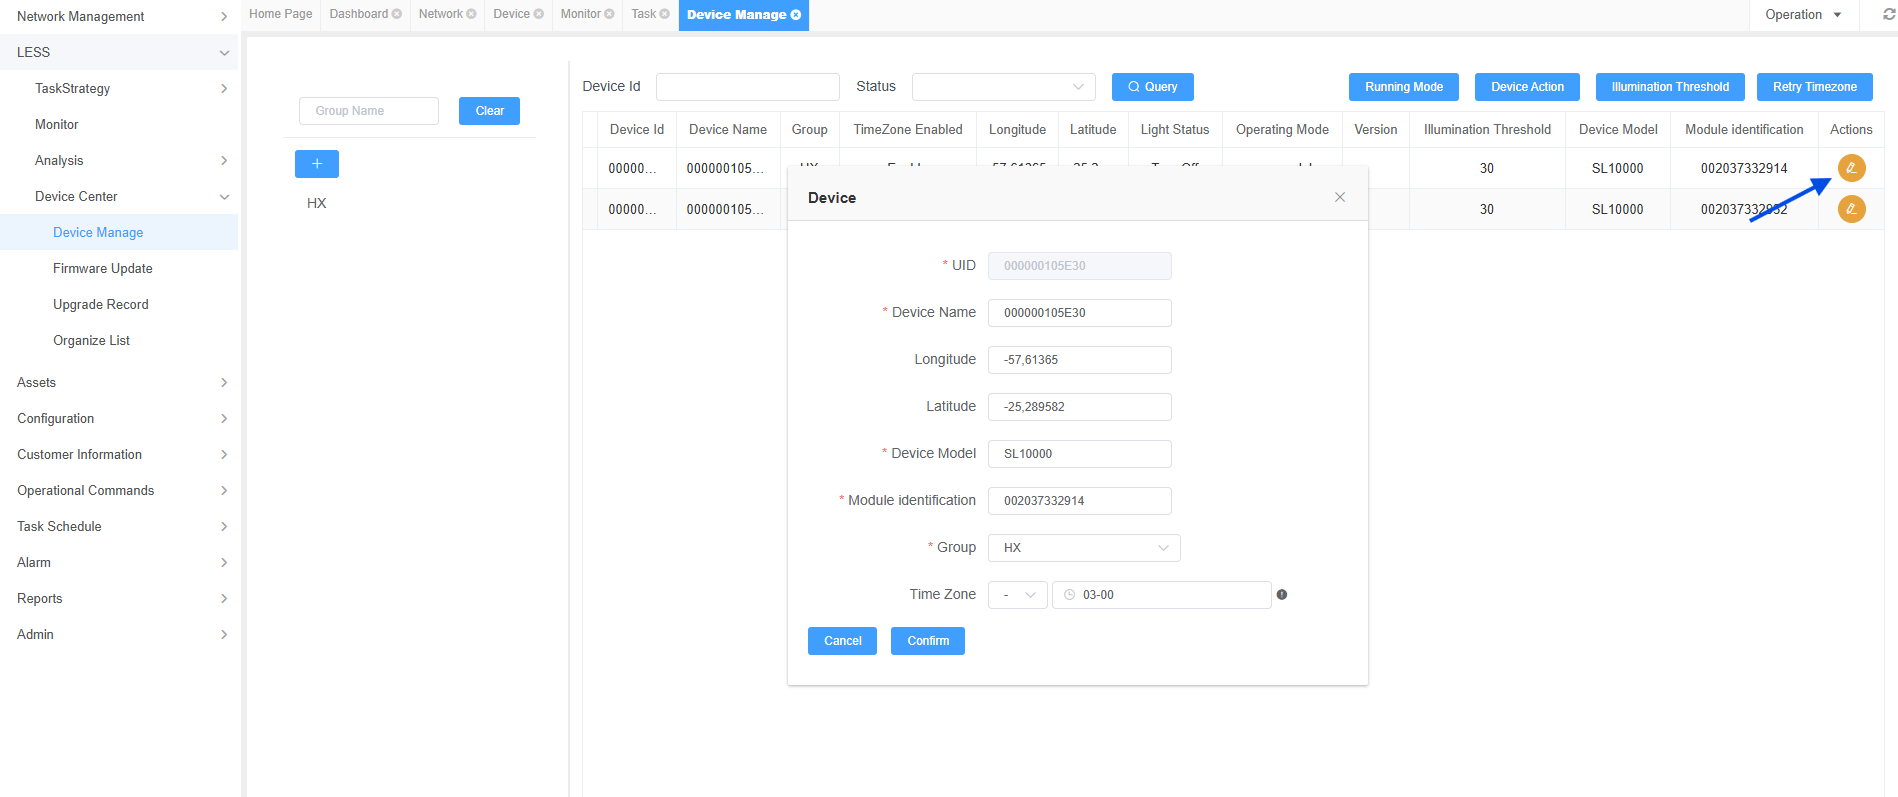 Network Management
LESS
TaskStrategy
Monitor
Analysis
Device Center
Device Manage
Firmware Update
Upgrade Record
Organize List
Assets
Configuration
Customer Information
Operational Commands
Task Schedule
Alarm
Reports
Admin
Home Page Dashboard Network Device Monitor Task Device Manage Operation
Group Name Clear
+
HX
Device Id Status Query Running Mode Device Action Illumination Threshold Retry Timezone
Device Id Device Name Group TimeZone Enabled Longitude Latitude Light Status Operating Mode Version Illumination Threshold Device Model Module identification Actions
00000... 000000105... 30 SL10000 002037332914
00000... 000000105... 30 SL10000 002037332932
Device
* UID 000000105E30
* Device Name 000000105E30
Longitude -57,61365
Latitude -25,289582
* Device Model SL10000
* Module identification 002037332914
* Group HX
Time Zone - 03-00
Cancel Confirm